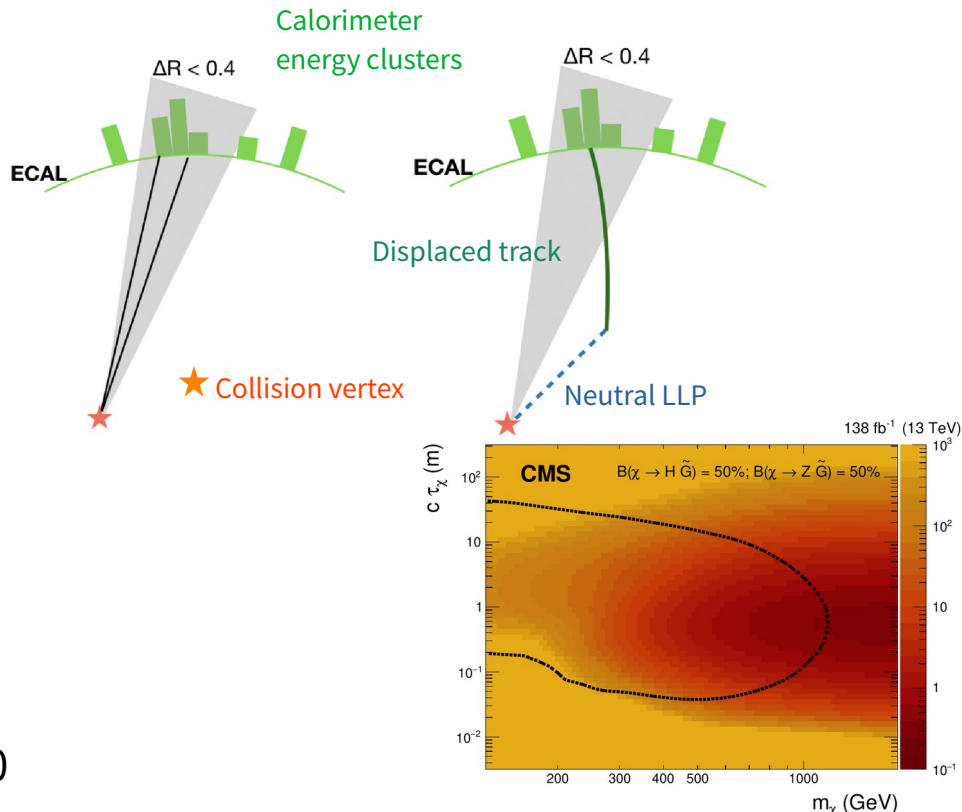 Calorimeter
energy clusters
ΔR < 0.4
ΔR < 0.4
ECAL
ECAL
Displaced track
Collision vertex
Neutral LLP
138 fb⁻¹ (13 TeV)
CMS
B(χ → H G̃) = 50%; B(χ → Z G̃) = 50%
c τχ (m)
10²
10
1
10⁻¹
10⁻²
200
300
400
500
1000
mχ (GeV)
10³
10²
10
1
10⁻¹